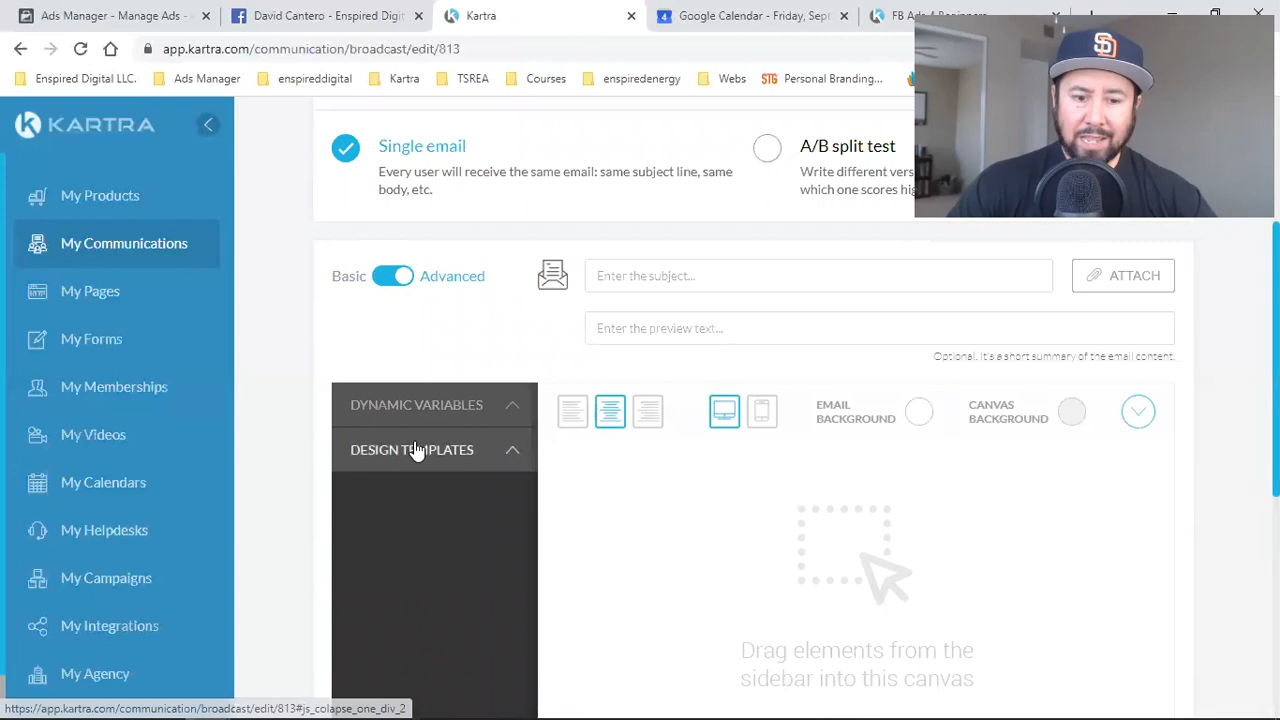 Ads Manager - Manage Ads -
David Cantero - Enspired Digit
Kartra
Google Calendar - Friday, Sept
app.kartra.com/communication/broadcast/edit/813
Enspired Digital LLC.
Ads Manager
enspireddigital
Kartra
TSREA
Courses
enspiredenergy
Webs
STG Personal Branding...
KARTRA
My Products
My Communications
My Pages
My Forms
My Memberships
My Videos
My Calendars
My Helpdesks
My Campaigns
My Integrations
My Agency
Single email
Every user will receive the same email: same subject line, same
body, etc.
A/B split test
Write different vers
which one scores hig
Basic
Advanced
Enter the subject...
ATTACH
Enter the preview text...
Optional. It's a short summary of the email content.
DYNAMIC VARIABLES
DESIGN TEMPLATES
EMAIL
BACKGROUND
CANVAS
BACKGROUND
Drag elements from the
sidebar into this canvas
https://app.kartra.com/communication/broadcast/edit/813#js_colapse_one_div_2